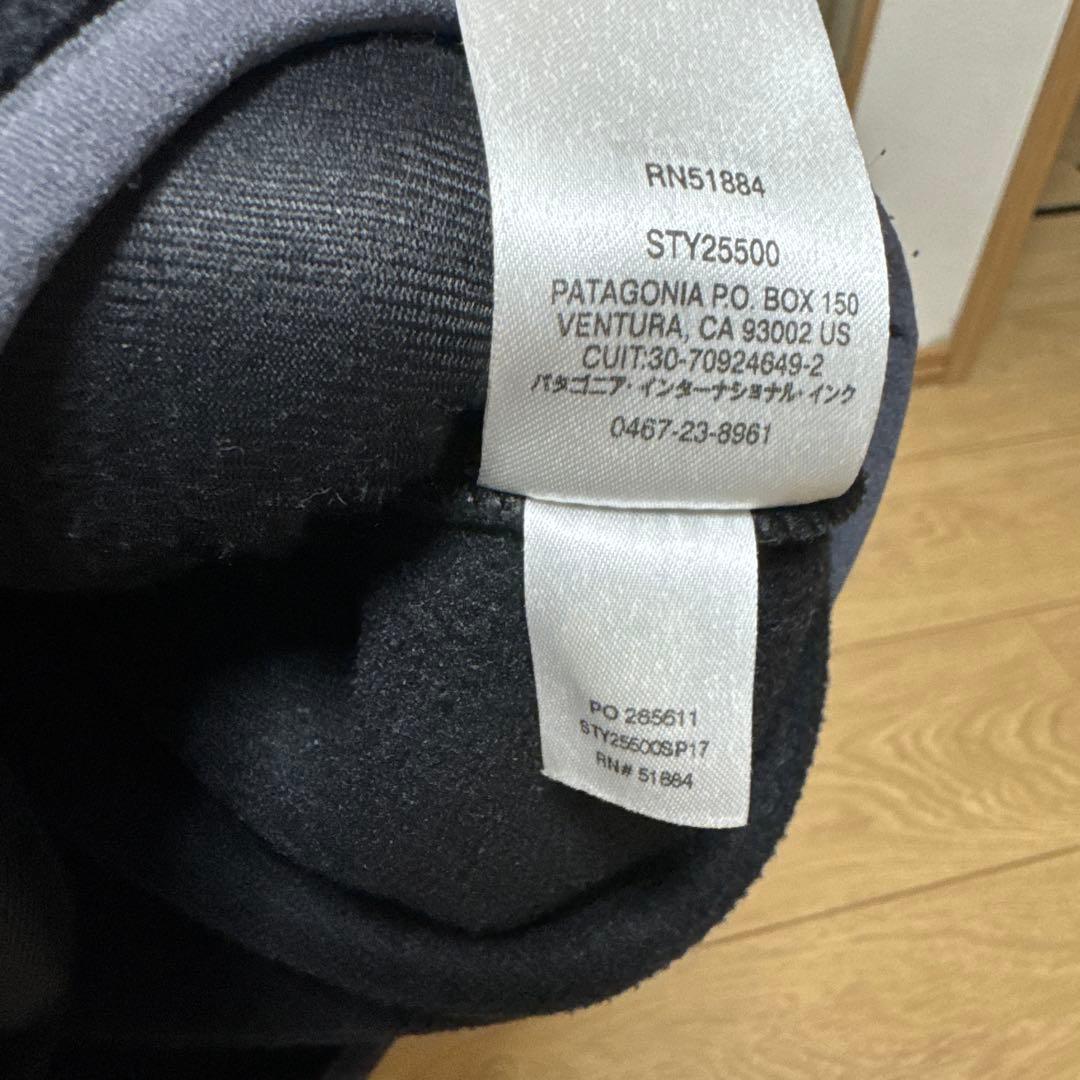 RN51884
STY25500
PATAGONIA P.O. BOX 150
VENTURA, CA 93002 US
CUIT:30-70924649-2
パタゴニア・インターナショナル・インク
0467-23-8961
PO 265611
STY25500SP17
RN# 51884